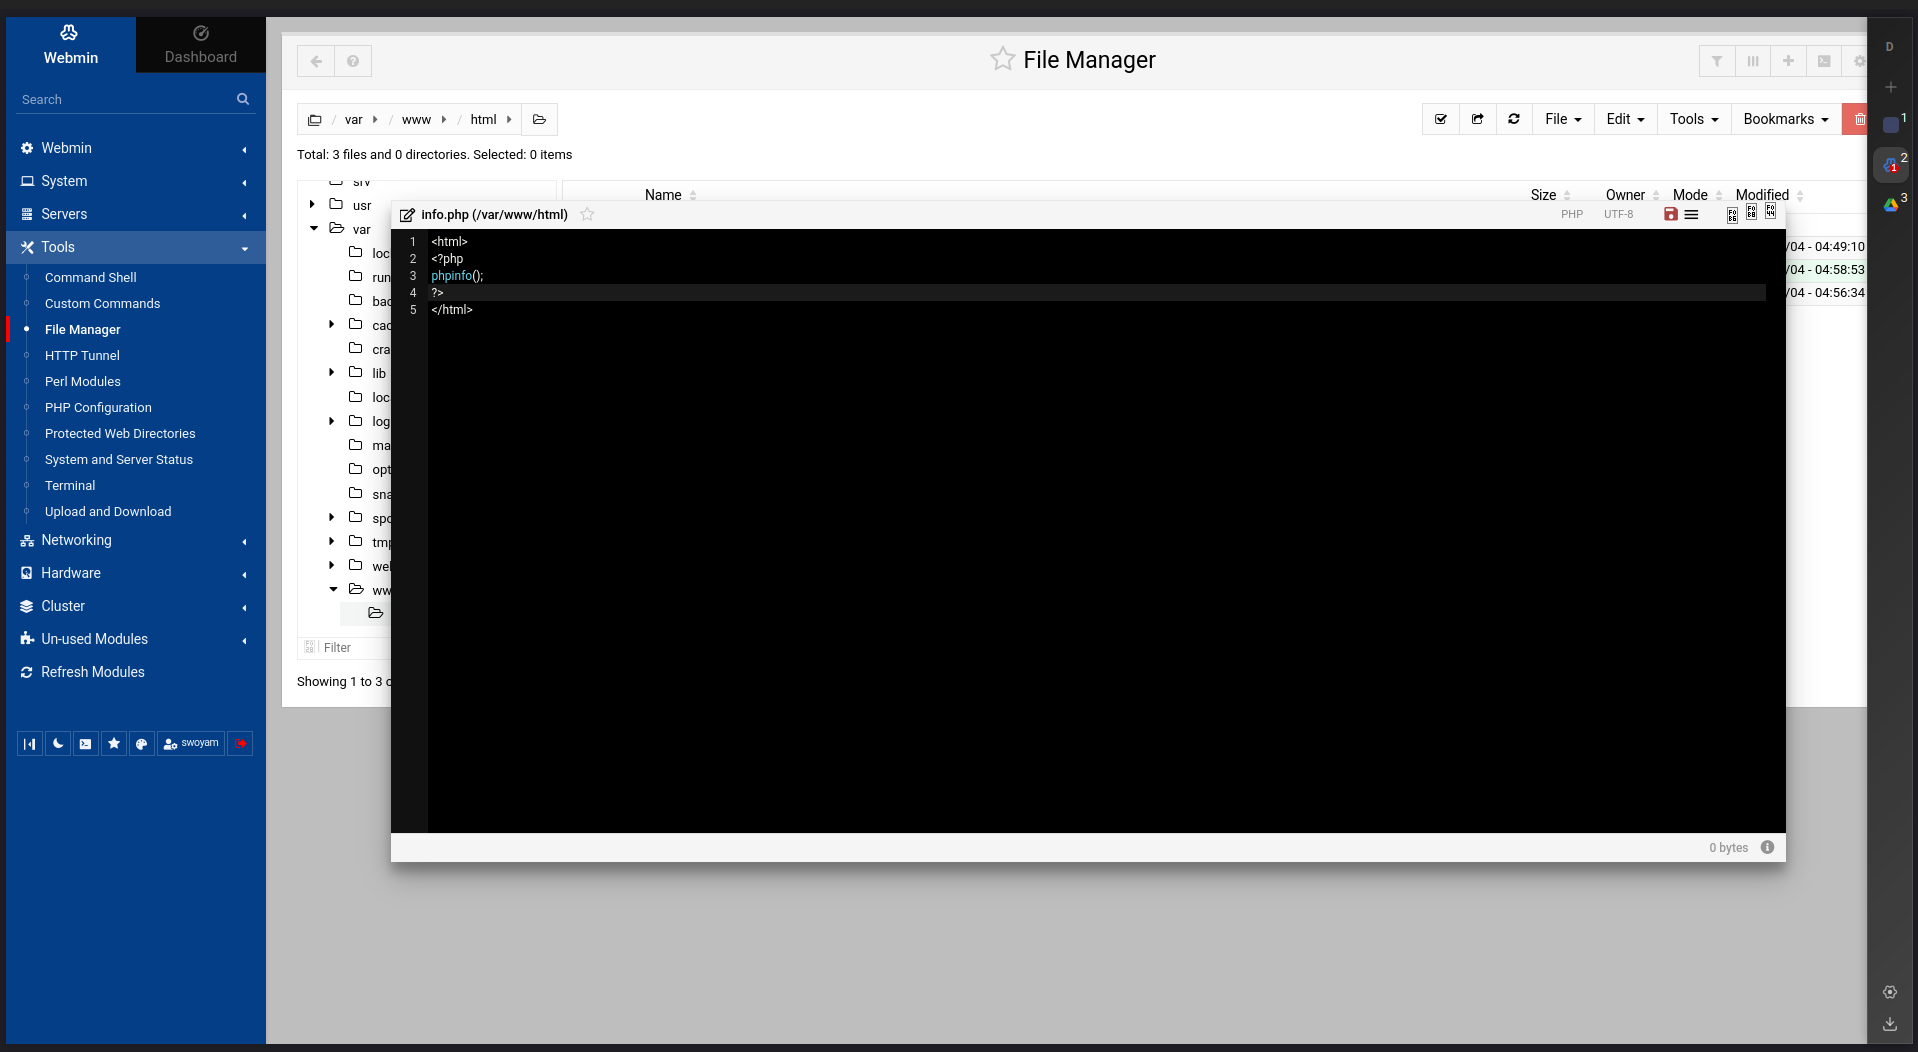 Webmin
Dashboard
Search
Webmin
System
Servers
Tools
Command Shell
Custom Commands
File Manager
HTTP Tunnel
Perl Modules
PHP Configuration
Protected Web Directories
System and Server Status
Terminal
Upload and Download
Networking
Hardware
Cluster
Un-used Modules
Refresh Modules
swoyam
File Manager
/ var / www / html
File Edit Tools Bookmarks
Total: 3 files and 0 directories. Selected: 0 items
Name Size Owner Mode Modified
srv
usr
var
loc
run
bac
cac
cra
lib
loc
log
ma
opt
sna
spo
tmp
wel
ww
Filter
Showing 1 to 3 o
/04 - 04:49:10
/04 - 04:58:53
/04 - 04:56:34
info.php (/var/www/html)
PHP UTF-8
1 <html>
2 <?php
3 phpinfo();
4 ?>
5 </html>
0 bytes
D
1
2
1
3